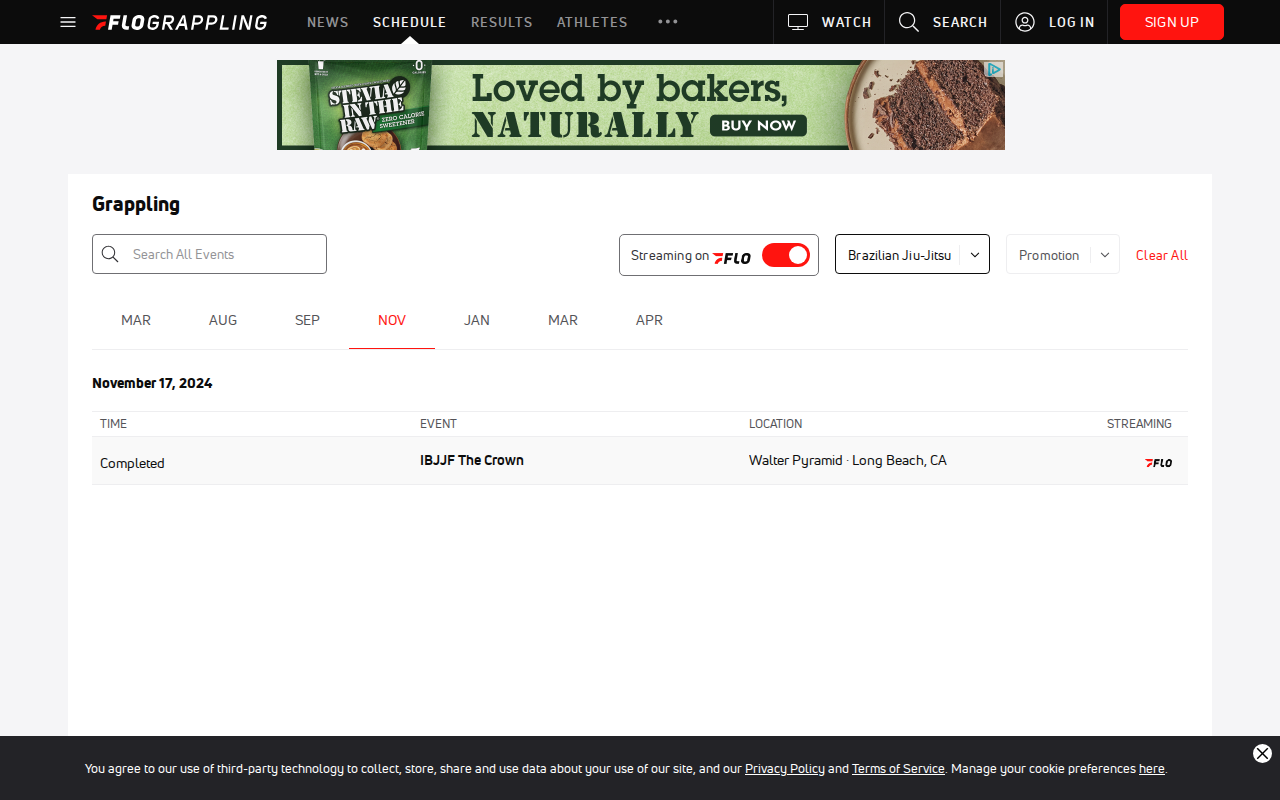 FLOGRAPPLING NEWS SCHEDULE RESULTS ATHLETES ••• WATCH SEARCH LOG IN SIGN UP
STEVIA IN THE RAW
ZERO CALORIE SWEETENER
Loved by bakers,
NATURALLY BUY NOW
Grappling
Search All Events Streaming on FLO Brazilian Jiu-Jitsu Promotion Clear All
MAR AUG SEP NOV JAN MAR APR
November 17, 2024
TIME EVENT LOCATION STREAMING
Completed IBJJF The Crown Walter Pyramid · Long Beach, CA FLO
You agree to our use of third-party technology to collect, store, share and use data about your use of our site, and our Privacy Policy and Terms of Service. Manage your cookie preferences here.